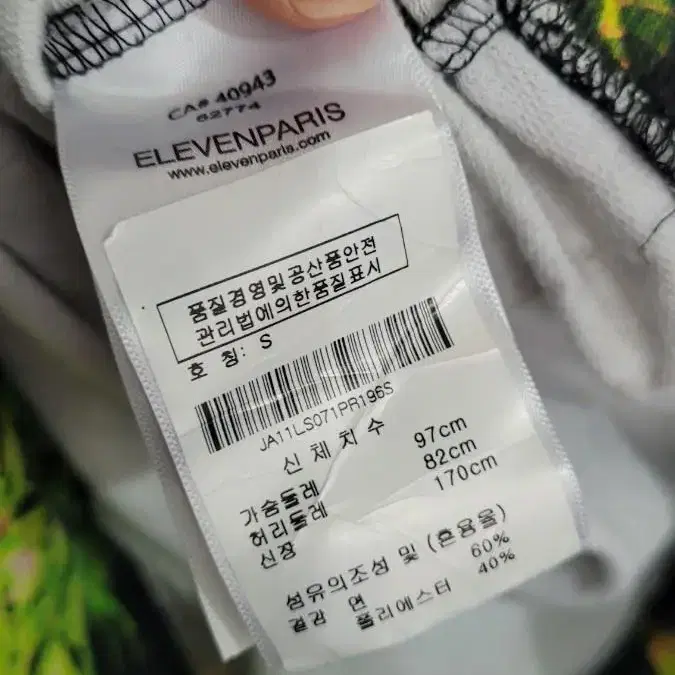 CA# 40943
62774
ELEVENPARIS
www.elevenparis.com
품질경영및공산품안전
관리법에의한품질표시
호 칭: S
JA11LS071PR196S
신 체 치 수
가슴둘레 97cm
허리둘레 82cm
신장 170cm
섬유의조성 및 (혼용율)
겉감 면 60%
폴리에스터 40%